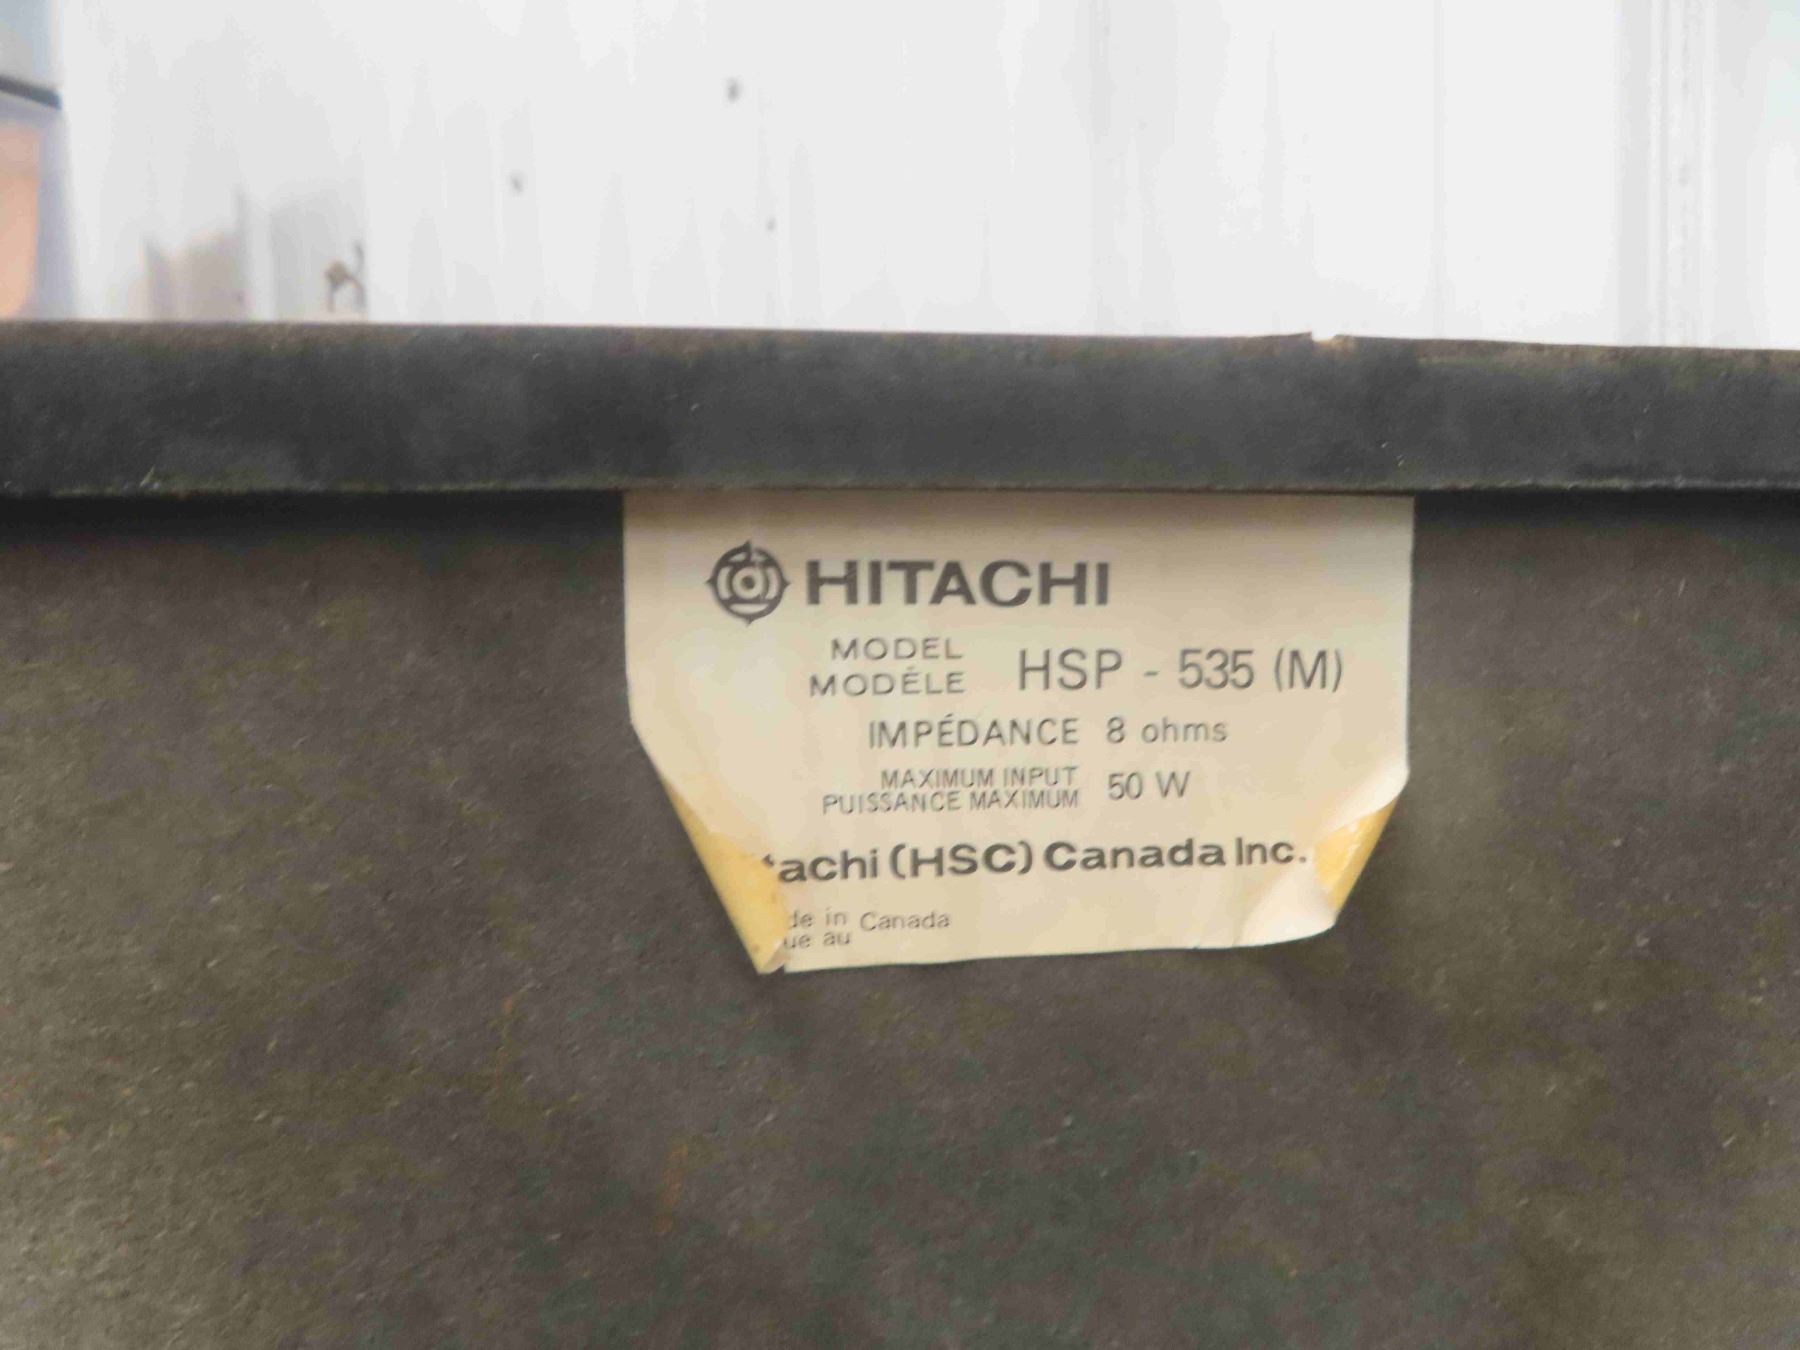 HITACHI
MODEL
MODÈLE HSP - 535 (M)
IMPÉDANCE 8 ohms
MAXIMUM INPUT
PUISSANCE MAXIMUM 50 W
tachi (HSC) Canada Inc.
de in Canada
ue au